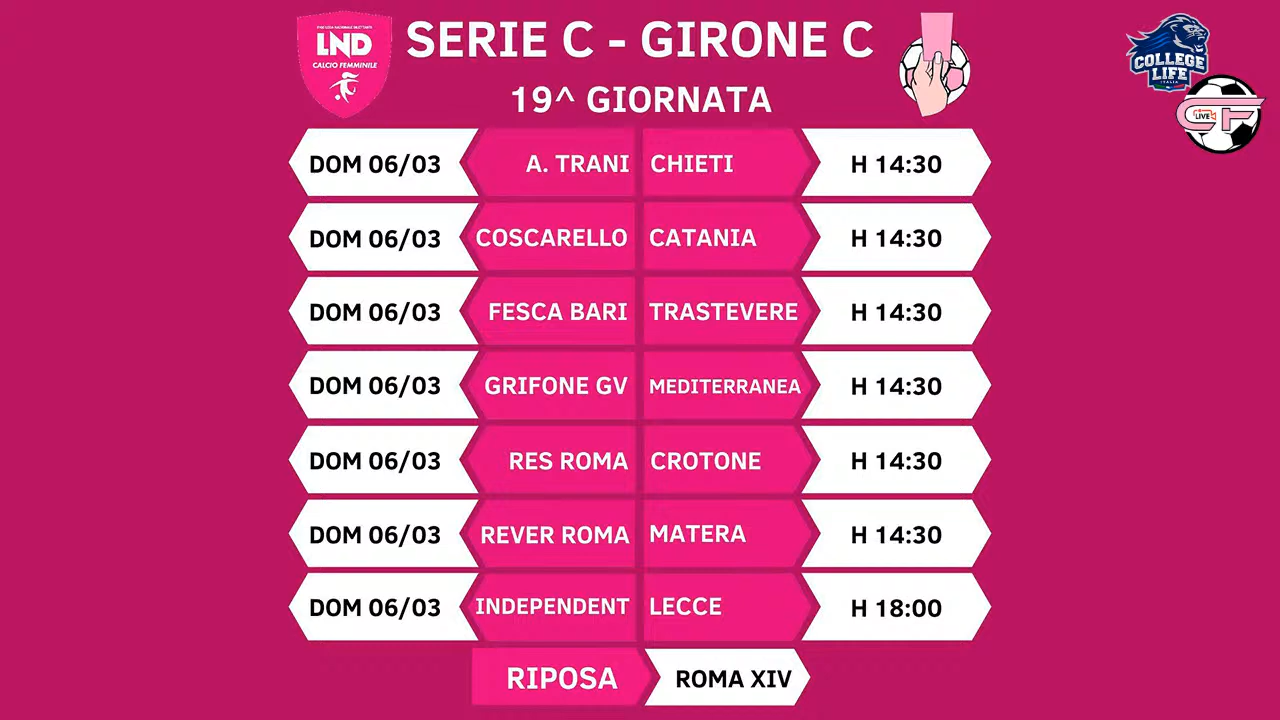 LND
CALCIO FEMMINILE
SERIE C - GIRONE C
19^ GIORNATA
COLLEGE
LIFE
ITALIA
LIVE
CF
DOM 06/03 A. TRANI CHIETI H 14:30
DOM 06/03 COSCARELLO CATANIA H 14:30
DOM 06/03 FESCA BARI TRASTEVERE H 14:30
DOM 06/03 GRIFONE GV MEDITERRANEA H 14:30
DOM 06/03 RES ROMA CROTONE H 14:30
DOM 06/03 REVER ROMA MATERA H 14:30
DOM 06/03 INDEPENDENT LECCE H 18:00
RIPOSA ROMA XIV